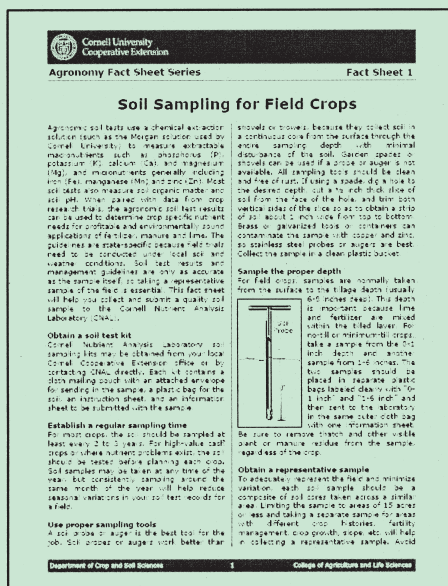 Cornell University
Cooperative Extension
Agronomy Fact Sheet Series
Fact Sheet 1
Soil Sampling for Field Crops
Agronomic soil tests use a chemical extraction
solution (such as the Morgan solution used by
Cornell University) to measure extractable
macronutrients such as phosphorus (P),
potassium (K), calcium (Ca), and magnesium
(Mg), and micronutrients generally including
iron (Fe), manganese (Mn) and zinc (Zn). Most
soil tests also measure soil organic matter and
soil pH. When paired with data from crop
research trials, the agronomic soil test results
can be used to determine crop specific nutrient
needs for profitable and environmentally sound
applications of fertilizer, manure and lime. The
guidelines are state-specific because field trials
need to be conducted under local soil and
weather conditions. Soil test results and
management guidelines are only as accurate
as the sample itself, so taking a representative
sample of the field is essential. This fact sheet
will help you collect and submit a quality soil
sample to the Cornell Nutrient Analysis
Laboratory (CNAL).
Obtain a soil test kit
Cornell Nutrient Analysis Laboratory soil
sampling kits may be obtained from your local
Cornell Cooperative Extension office or by
contacting CNAL directly. Each kit contains a
cloth mailing pouch with an attached envelope
for sending in the sample, a plastic bag for the
soil, an instruction sheet, and an information
sheet to be submitted with the sample.
Establish a regular sampling time
For most crops, the soil should be sampled at
least every 2 to 3 years. For high-value cash
crops or where nutrient problems exist, the soil
should be tested before planning each crop.
Soil samples may be taken at any time of the
year, but consistently sampling around the
same month of the year will help reduce
seasonal variations in your soil test records for
a field.
Use proper sampling tools
A soil probe or auger is the best tool for the
job. Soil probes or augers work better than
shovels or trowels, because they collect soil in
a continuous core from the surface through the
entire sampling depth with minimal
disturbance of the soil. Garden spades or
shovels can be used if a probe or auger is not
available. All sampling tools should be clean
and free of rust. If using a spade, dig a hole to
the desired depth, cut a ½ inch thick slice of
soil from the face of the hole, and trim both
vertical sides of the slice so as to obtain a strip
of soil about 1 inch wide from top to bottom.
Brass or galvanized tools or containers can
contaminate the sample with copper and zinc,
so stainless steel probes or augers are best.
Collect the sample in a clean plastic bucket.
Sample the proper depth
For field crops, samples are normally taken
from the surface to the tillage depth (usually
6-9 inches deep). This depth
is important because lime
and fertilizer are mixed
within the tilled layer. For
no-till or minimum-till crops,
take a sample from the 0-1
inch depth and another
sample from 1-6 inches. The
two samples should be
placed in separate plastic
bags labeled clearly with "0-
1 inch" and "1-6 inch" and
then sent to the laboratory
in the same outer cloth bag
with one information sheet.
Be sure to remove thatch and other visible
plant or manure residue from the sample,
regardless of the crop.
Obtain a representative sample
To adequately represent the field and minimize
variation, each soil sample should be a
composite of soil cores taken across a similar
area. Limiting the sample to areas of 15 acres
or less and taking a separate sample for areas
with different crop histories, fertility
management, crop growth, slope, etc. will help
in collecting a representative sample. Avoid
Department of Crop and Soil Sciences
1
College of Agriculture and Life Sciences